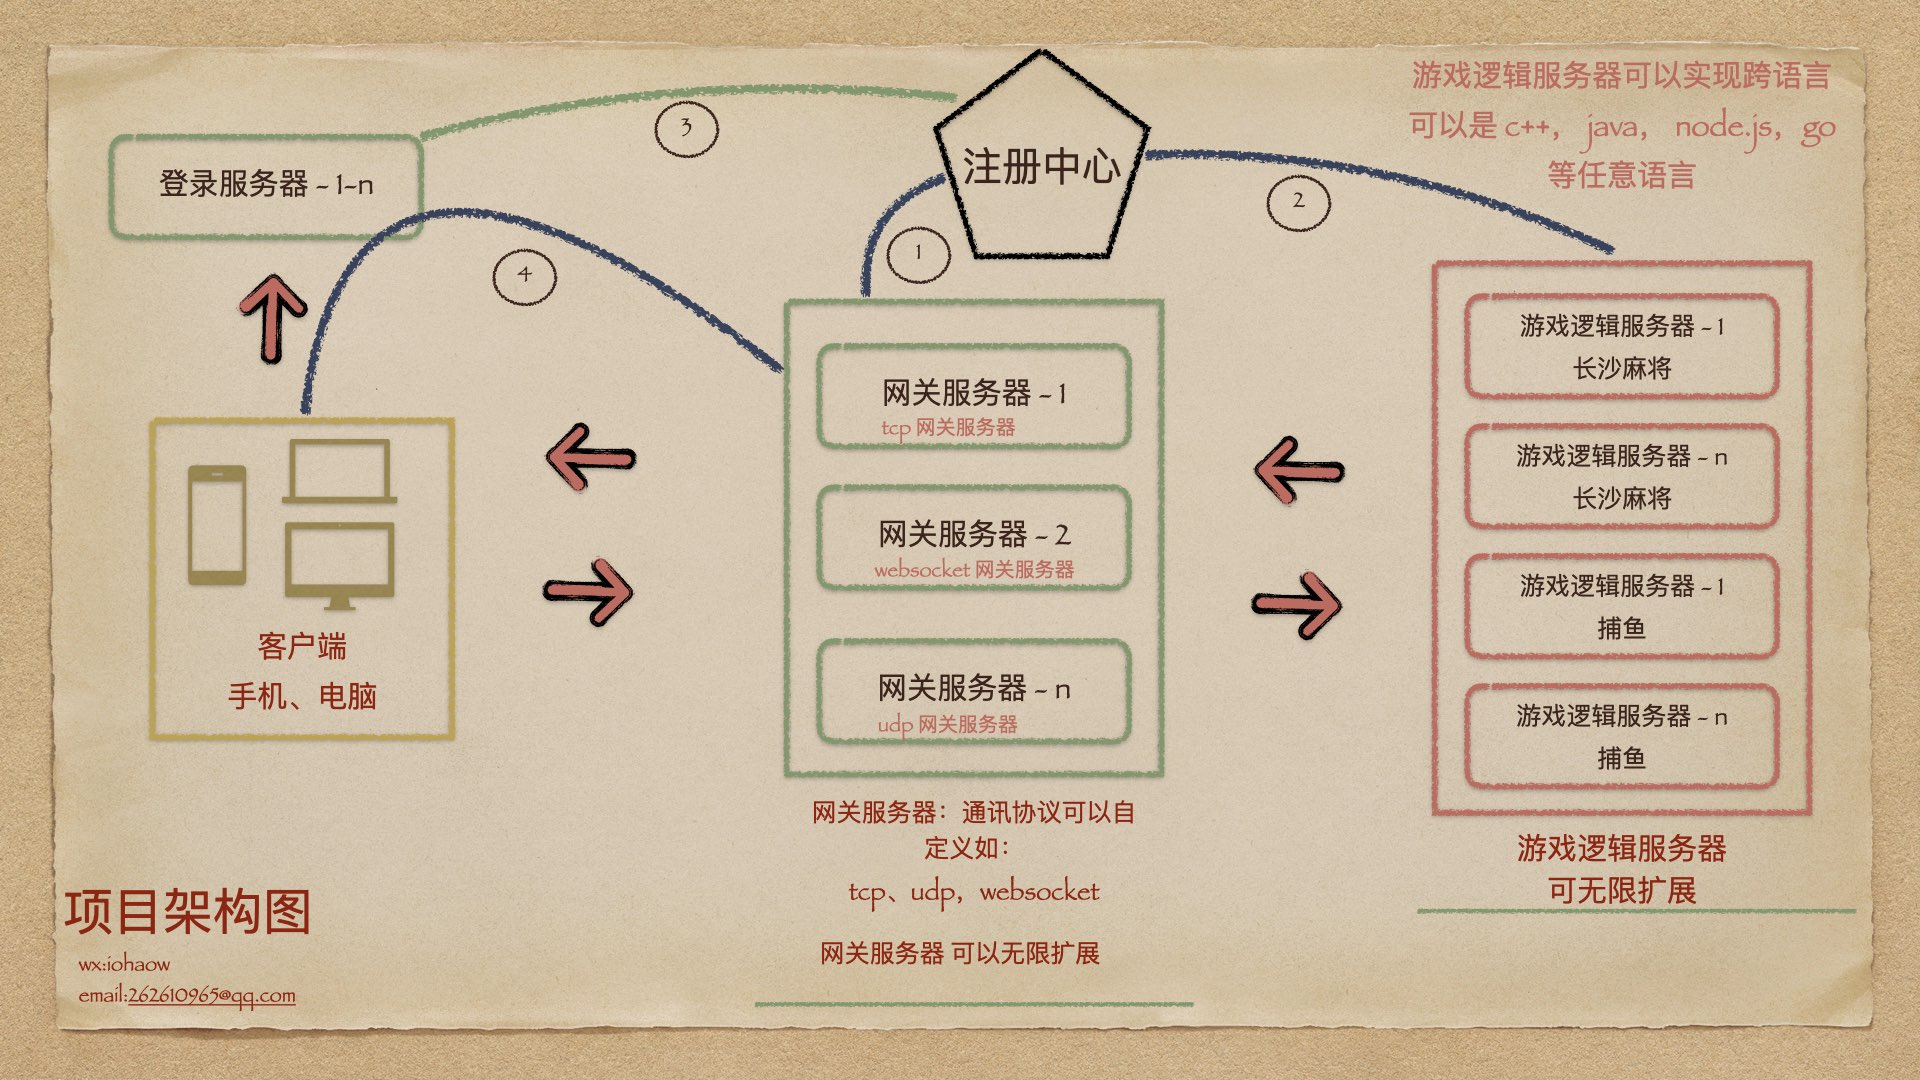 游戏逻辑服务器可以实现跨语言
可以是 c++， java， node.js，go
等任意语言
注册中心
登录服务器 - 1-n
3
2
1
4
客户端
手机、电脑
网关服务器 - 1
tcp 网关服务器
网关服务器 - 2
websocket 网关服务器
网关服务器 - n
udp 网关服务器
网关服务器：通讯协议可以自
定义如：
tcp、udp，websocket
网关服务器 可以无限扩展
游戏逻辑服务器 - 1
长沙麻将
游戏逻辑服务器 - n
长沙麻将
游戏逻辑服务器 - 1
捕鱼
游戏逻辑服务器 - n
捕鱼
游戏逻辑服务器
可无限扩展
项目架构图
wx:iohaow
email:262610965@qq.com